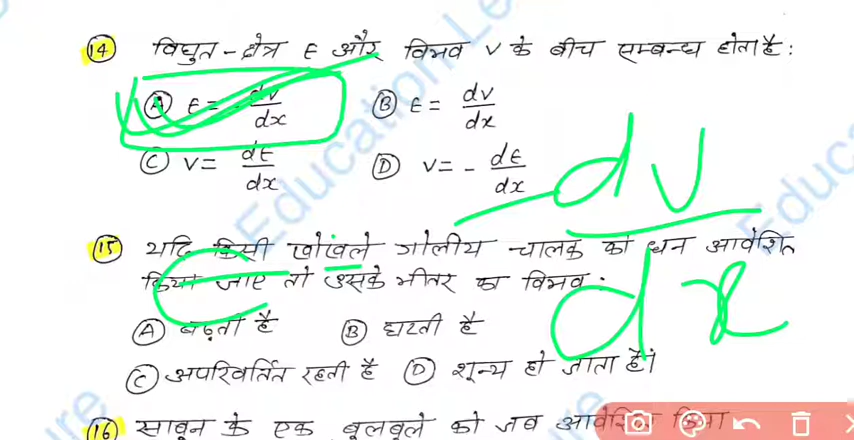 14 विद्युत-क्षेत्र E और विभव V के बीच सम्बन्ध होता है:
A E = - dv/dx B E = dv/dx
C V = dE/dx D V = - dE/dx
E - dv/dx
15 यदि किसी खोखले गोलीय चालक को धन आवेशित
किया जाए तो उसके भीतर का विभव:
A बढ़ती है B घटती है
C अपरिवर्तित रहती है D शून्य हो जाता है।
16 साबुन के एक बुलबुले को जब आवेशित किया